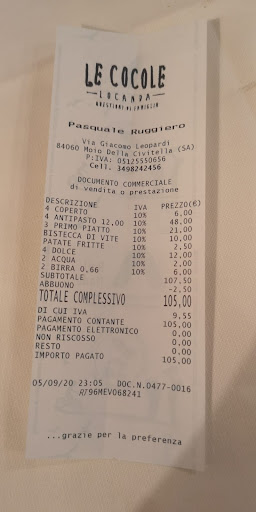 LE COCOLE
LOCANDA
QUESTIONI DI FAMIGLIA
Pasquale Ruggiero
Via Giacomo Leopardi
84060 Moio Della Civitella (SA)
P:IVA: 05125550656
Cell. 3498242456
DOCUMENTO COMMERCIALE
di vendita o prestazione
DESCRIZIONE IVA PREZZO(€)
4 COPERTO 10% 6,00
4 ANTIPASTO 12,00 10% 48,00
3 PRIMO PIATTO 10% 21,00
BISTECCA DI VITE 10% 10,00
PATATE FRITTE 10% 2,50
4 DOLCE 10% 12,00
2 ACQUA 10% 2,00
2 BIRRA 0,66 10% 6,00
SUBTOTALE 107,50
ABBUONO -2,50
TOTALE COMPLESSIVO 105,00
DI CUI IVA 9,55
PAGAMENTO CONTANTE 105,00
PAGAMENTO ELETTRONICO 0,00
NON RISCOSSO 0,00
RESTO 0,00
IMPORTO PAGATO 105,00
05/09/20 23:05 DOC.N.0477-0016
RT96MEV068241
...grazie per la preferenza